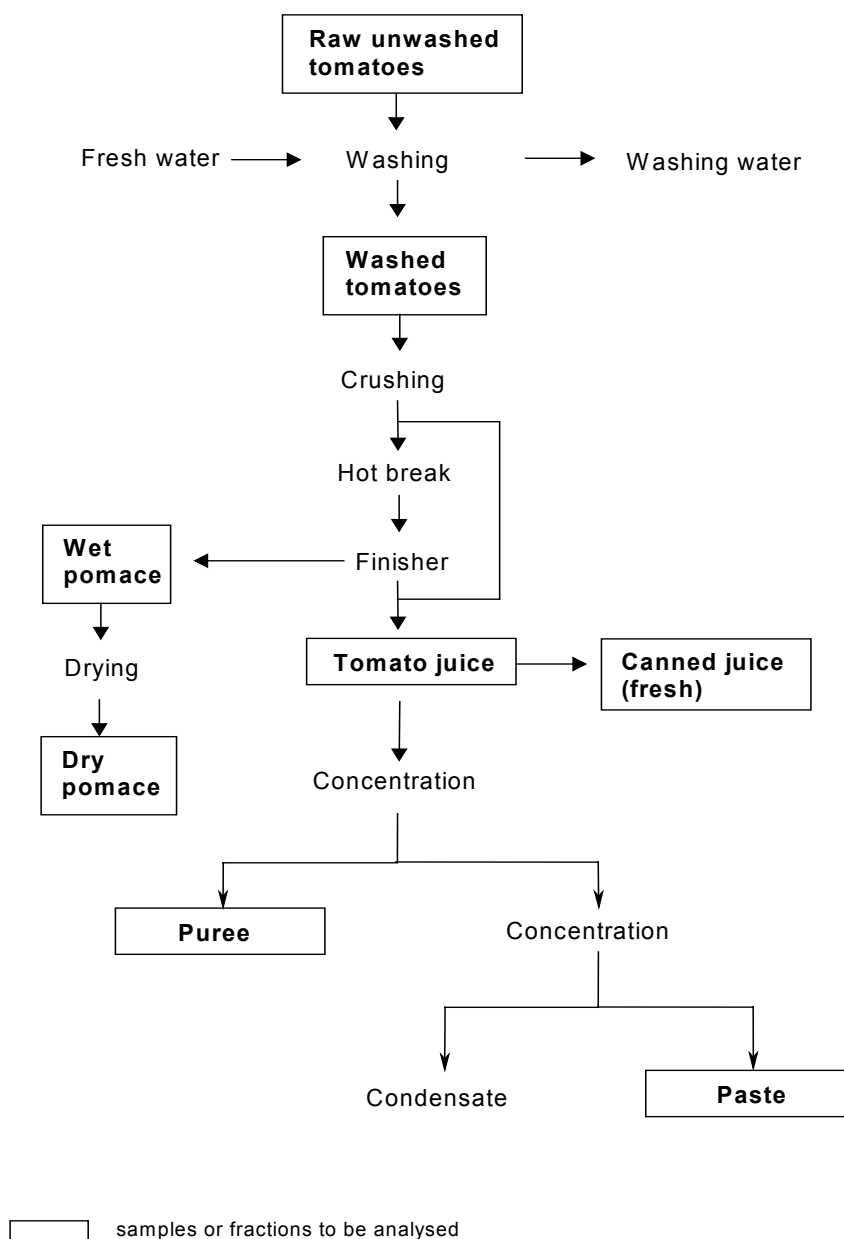 Raw unwashed
tomatoes
Fresh water
Washing
Washing water
Washed
tomatoes
Crushing
Hot break
Wet
pomace
Finisher
Drying
Tomato juice
Canned juice
(fresh)
Dry
pomace
Concentration
Puree
Concentration
Condensate
Paste
samples or fractions to be analysed